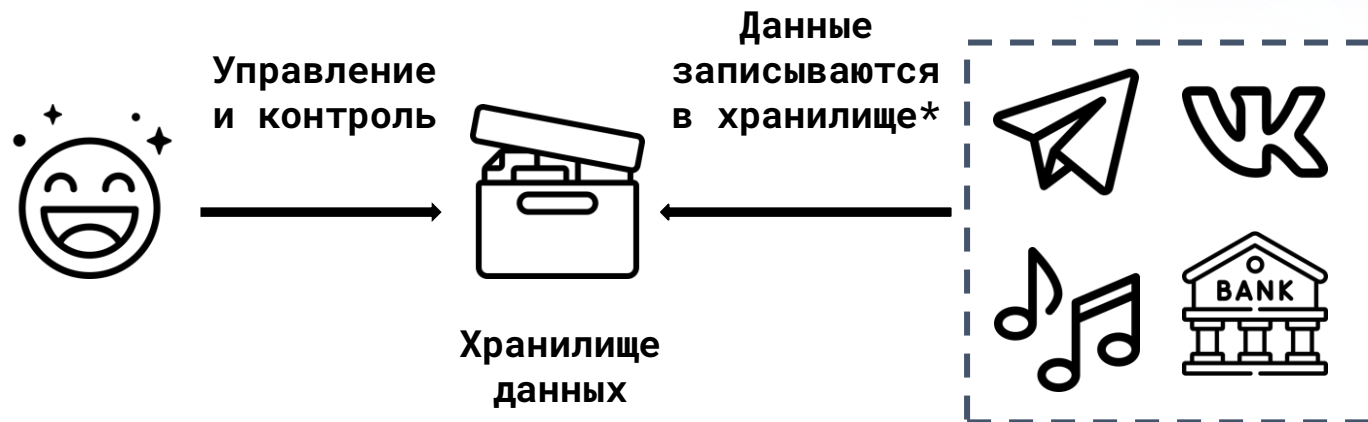 Управление
и контроль
Данные
записываются
в хранилище*
Хранилище
данных
BANK